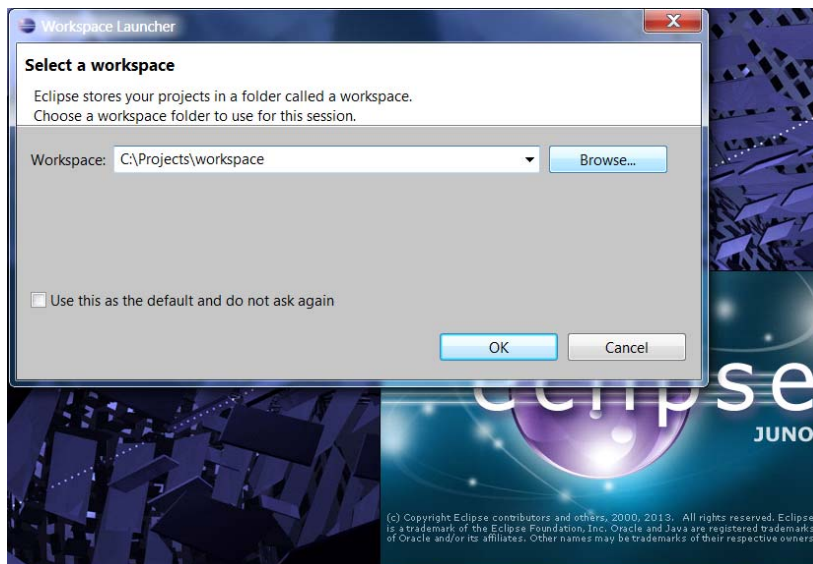 Workspace Launcher
Select a workspace
Eclipse stores your projects in a folder called a workspace.
Choose a workspace folder to use for this session.
Workspace: C:\Projects\workspace Browse...
Use this as the default and do not ask again
OK Cancel
eclipse
JUNO
(c) Copyright Eclipse contributors and others, 2000, 2013. All rights reserved. Eclipse
is a trademark of the Eclipse Foundation, Inc. Oracle and Java are registered trademarks
of Oracle and/or its affiliates. Other names may be trademarks of their respective owners